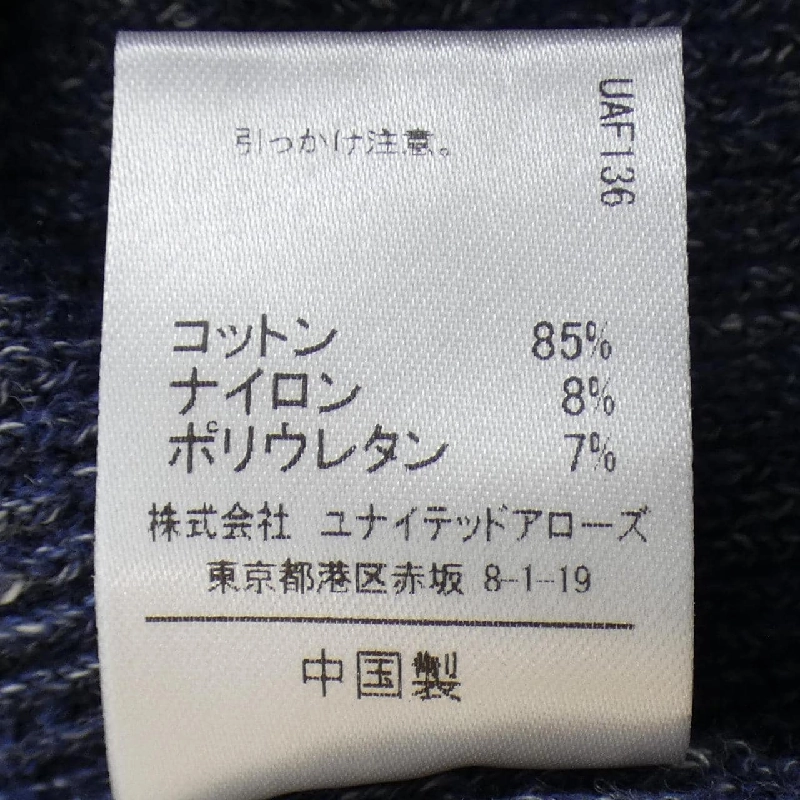 引っかけ注意。
UAF136
コットン 85%
ナイロン 8%
ポリウレタン 7%
株式会社 ユナイテッドアローズ
東京都港区赤坂 8-1-19
中国製